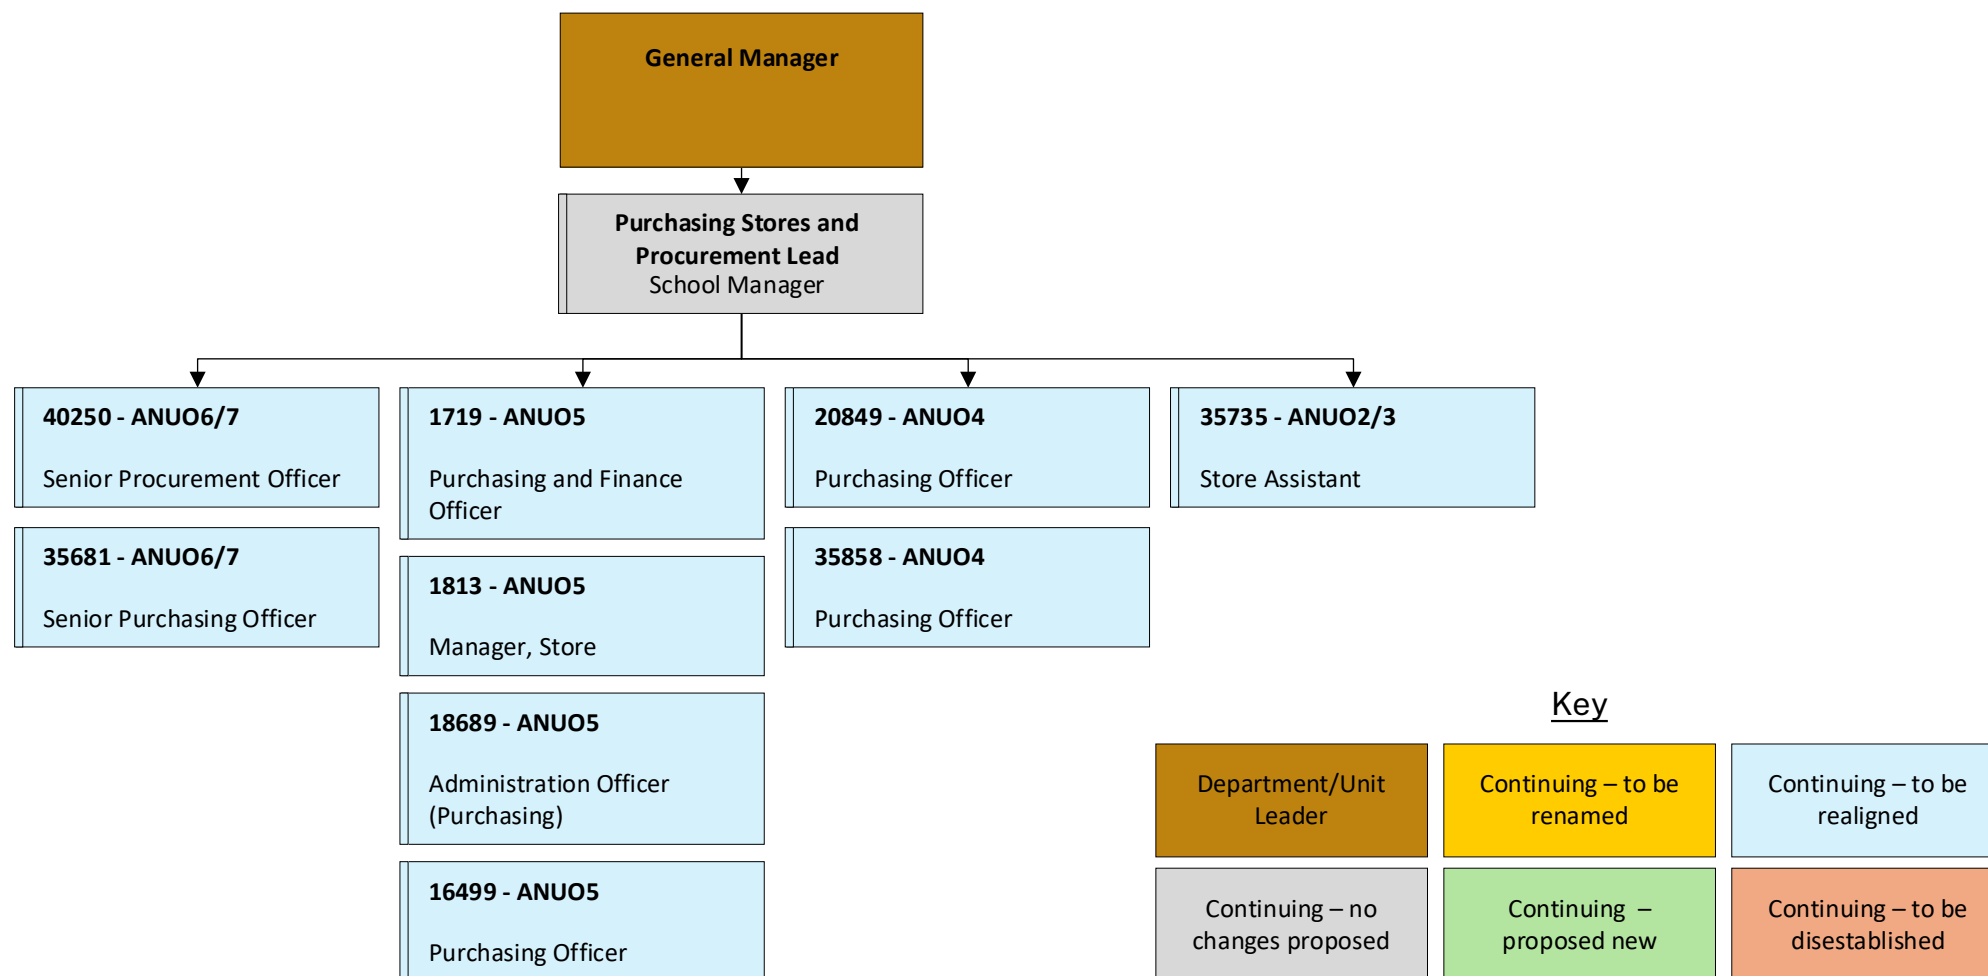 General Manager
Purchasing Stores and
Procurement Lead
School Manager
40250 - ANUO6/7
Senior Procurement Officer
35681 - ANUO6/7
Senior Purchasing Officer
1719 - ANUO5
Purchasing and Finance
Officer
1813 - ANUO5
Manager, Store
18689 - ANUO5
Administration Officer
(Purchasing)
16499 - ANUO5
Purchasing Officer
20849 - ANUO4
Purchasing Officer
35858 - ANUO4
Purchasing Officer
35735 - ANUO2/3
Store Assistant
Key
Department/Unit
Leader
Continuing – to be
renamed
Continuing – to be
realigned
Continuing – no
changes proposed
Continuing –
proposed new
Continuing – to be
disestablished